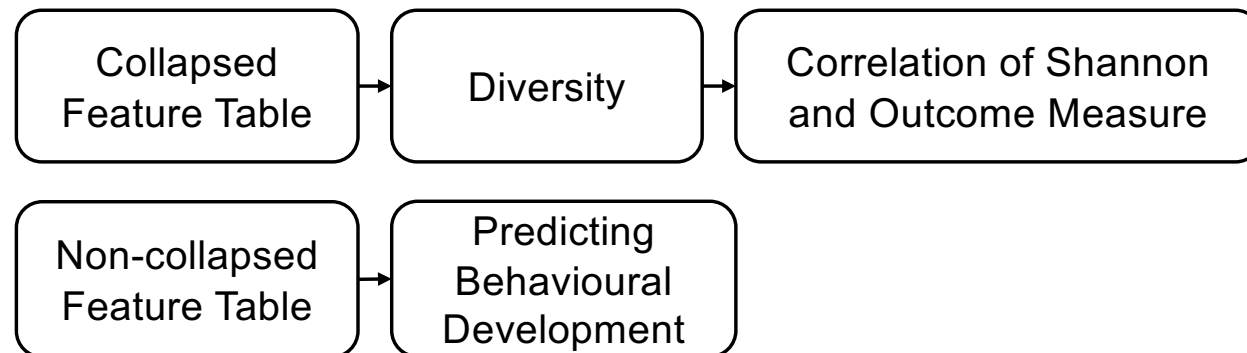 Collapsed
Feature Table
Diversity
Correlation of Shannon
and Outcome Measure
Non-collapsed
Feature Table
Predicting
Behavioural
Development